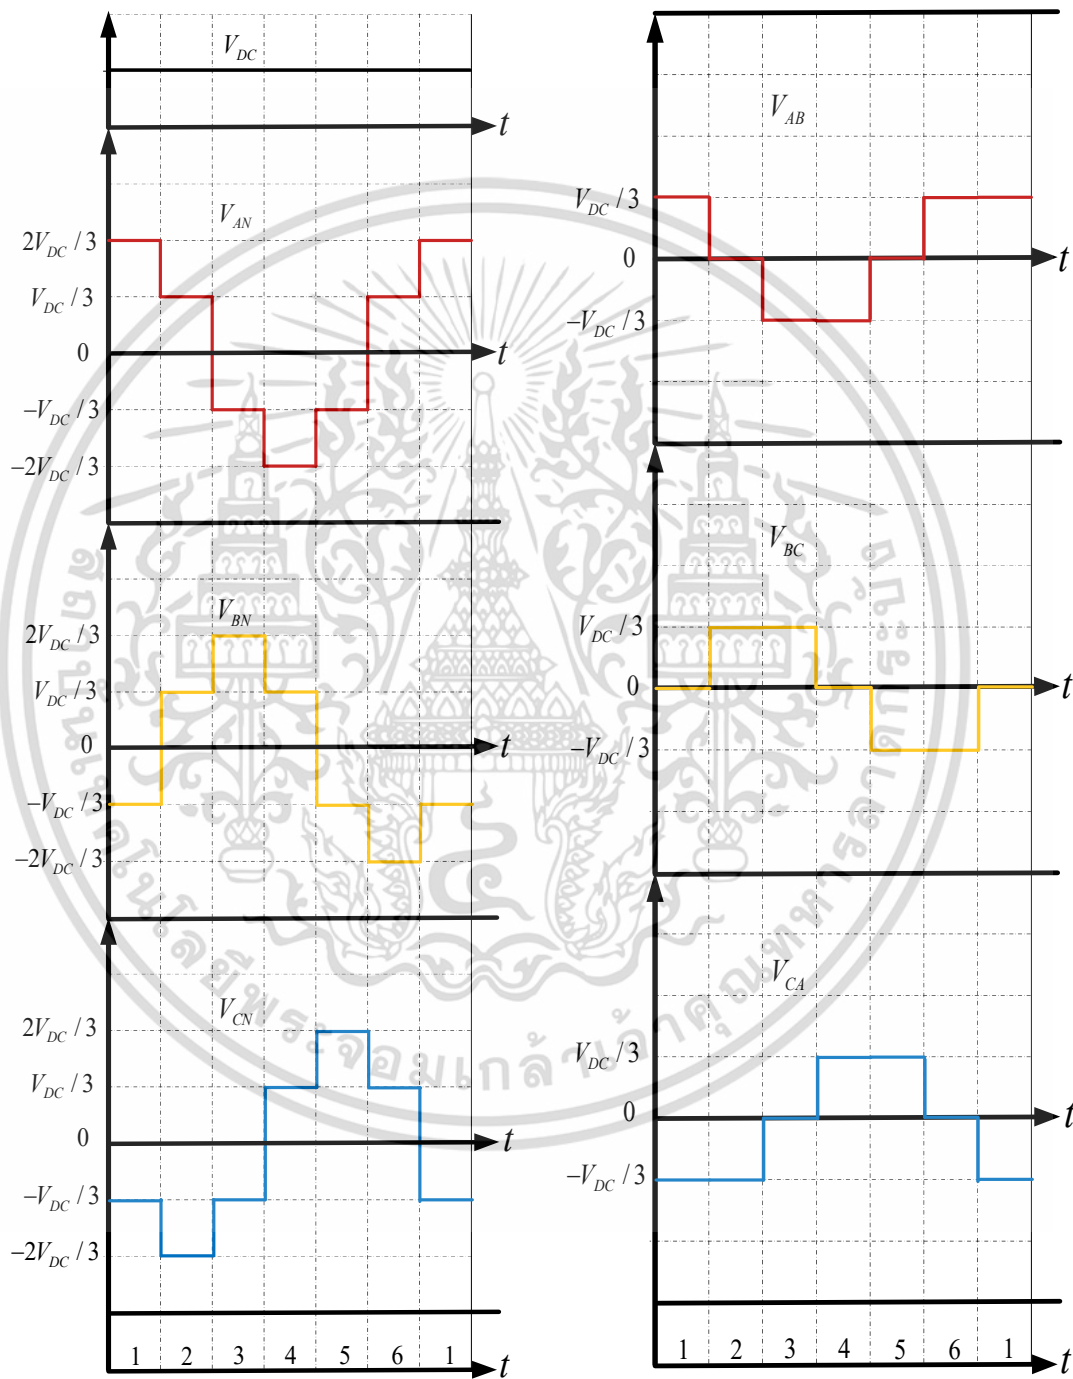 V_DC
t
V_AN
2V_DC / 3
V_DC / 3
0
t
−V_DC / 3
−2V_DC / 3
V_BN
2V_DC / 3
V_DC / 3
0
t
−V_DC / 3
−2V_DC / 3
V_CN
2V_DC / 3
V_DC / 3
0
t
−V_DC / 3
−2V_DC / 3
1 2 3 4 5 6 1 t
V_AB
V_DC / 3
0
t
−V_DC / 3
V_BC
V_DC / 3
0
t
−V_DC / 3
V_CA
V_DC / 3
0
t
−V_DC / 3
1 2 3 4 5 6 1 t